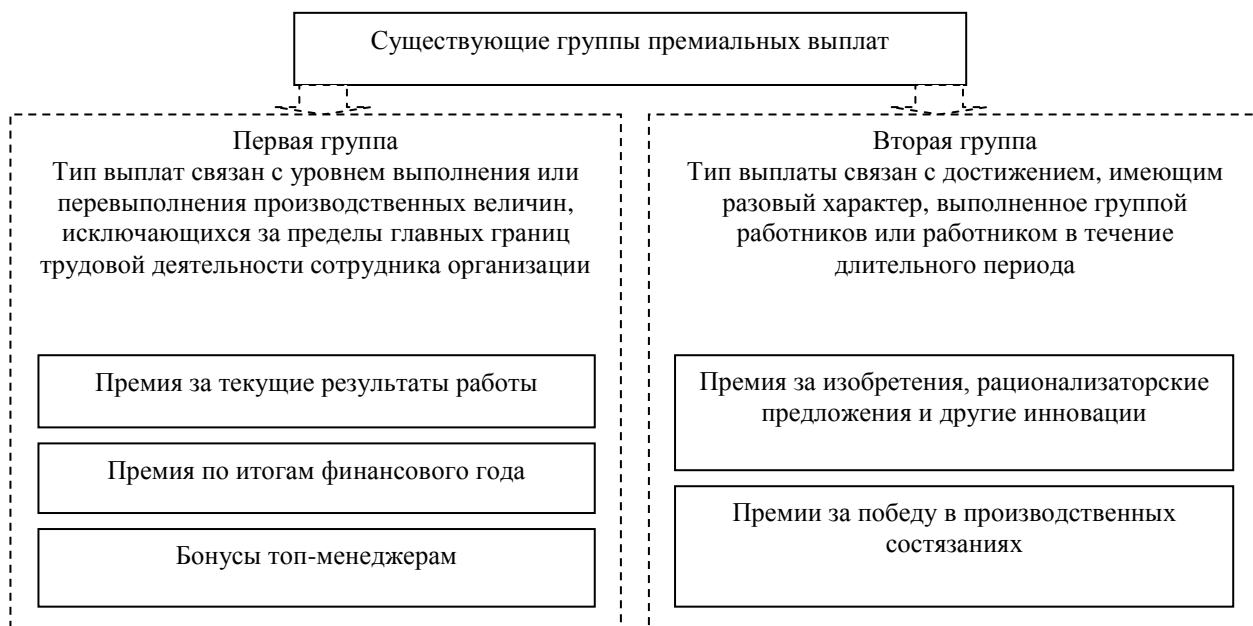 Существующие группы премиальных выплат
Первая группа
Тип выплат связан с уровнем выполнения или
перевыполнения производственных величин,
исключающихся за пределы главных границ
трудовой деятельности сотрудника организации
Премия за текущие результаты работы
Премия по итогам финансового года
Бонусы топ-менеджерам
Вторая группа
Тип выплаты связан с достижением, имеющим
разовый характер, выполненное группой
работников или работником в течение
длительного периода
Премия за изобретения, рационализаторские
предложения и другие инновации
Премии за победу в производственных
состязаниях